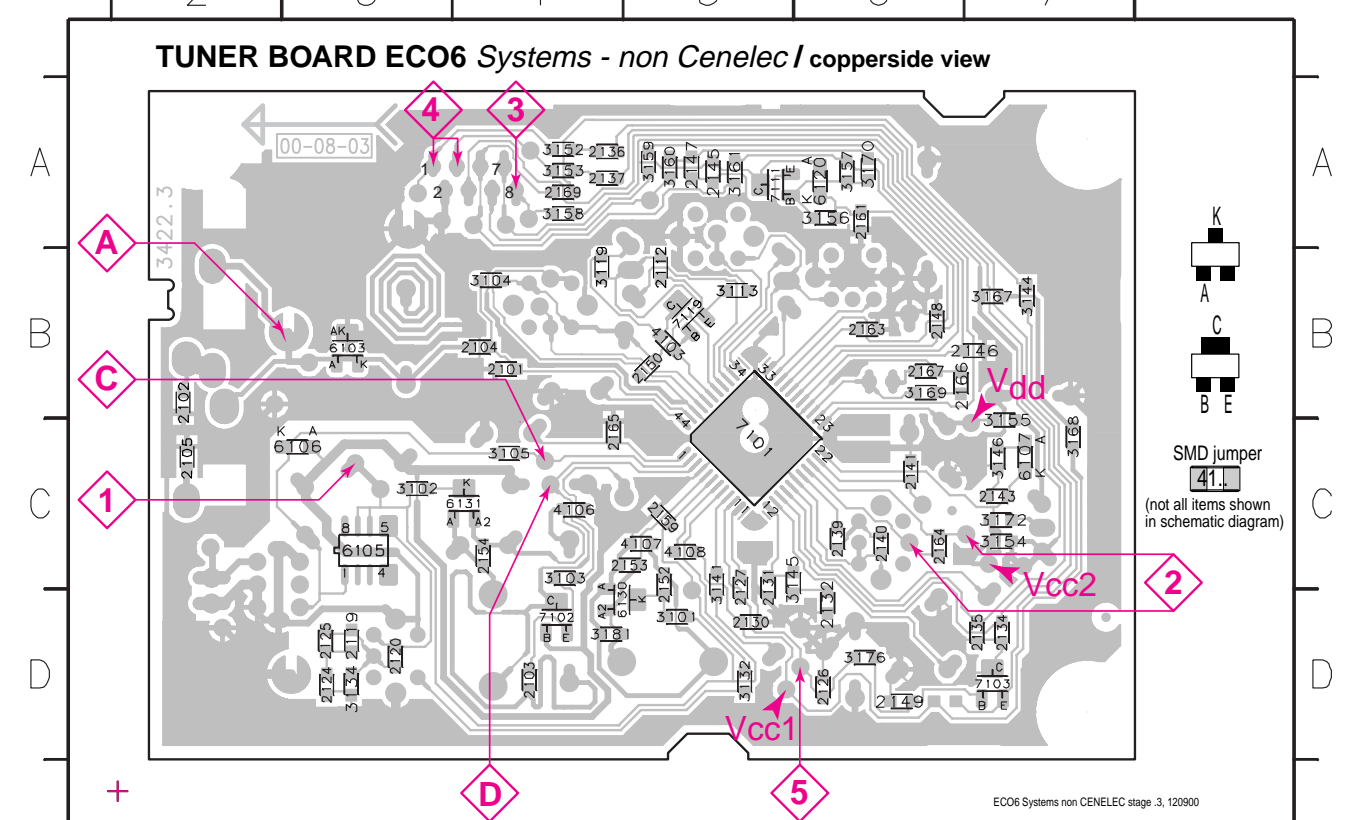 TUNER BOARD ECO6 Systems - non Cenelec / copperside view
4 3
00-08-03
3422.3
A A
1 7
2 8
3152 2136
3153 2137
2169
3158
3159 3160 2147 2145 3161
7111
C E B
A 6120 K
3157 3170
3156 2161
A
K
A
3104 3119 2112 3113
C 7119 B E
4103
2150
2163 2148
3167 3144
B B
AK
6103
A K
2104
2101
2146
2167
3169 2166
C
B E
C
Vdd
2102
34 33
44 23
7101
1 22
11 12
3155
3168
K A
6106
2105
3105
2165
3146 6107 A K
2141
2143
SMD jumper
41..
(not all items shown
in schematic diagram)
1
C C
3102
K
6131
A A2
4106
2159
3172
3154
8 5
6105
1 4
2154
4107
4108
2153
2139 2140 2164
2
Vcc2
3103
2152
3141 2127 2131 3145
2132
A 6130 A2 K
C
7102
B E
3181
3101
2130
2135 2134
2125 2119
2120
2124 3134
D D
2103
3132
2126
3176
2149
C
7103
B E
Vcc1
D 5
ECO6 Systems non CENELEC stage .3, 120900